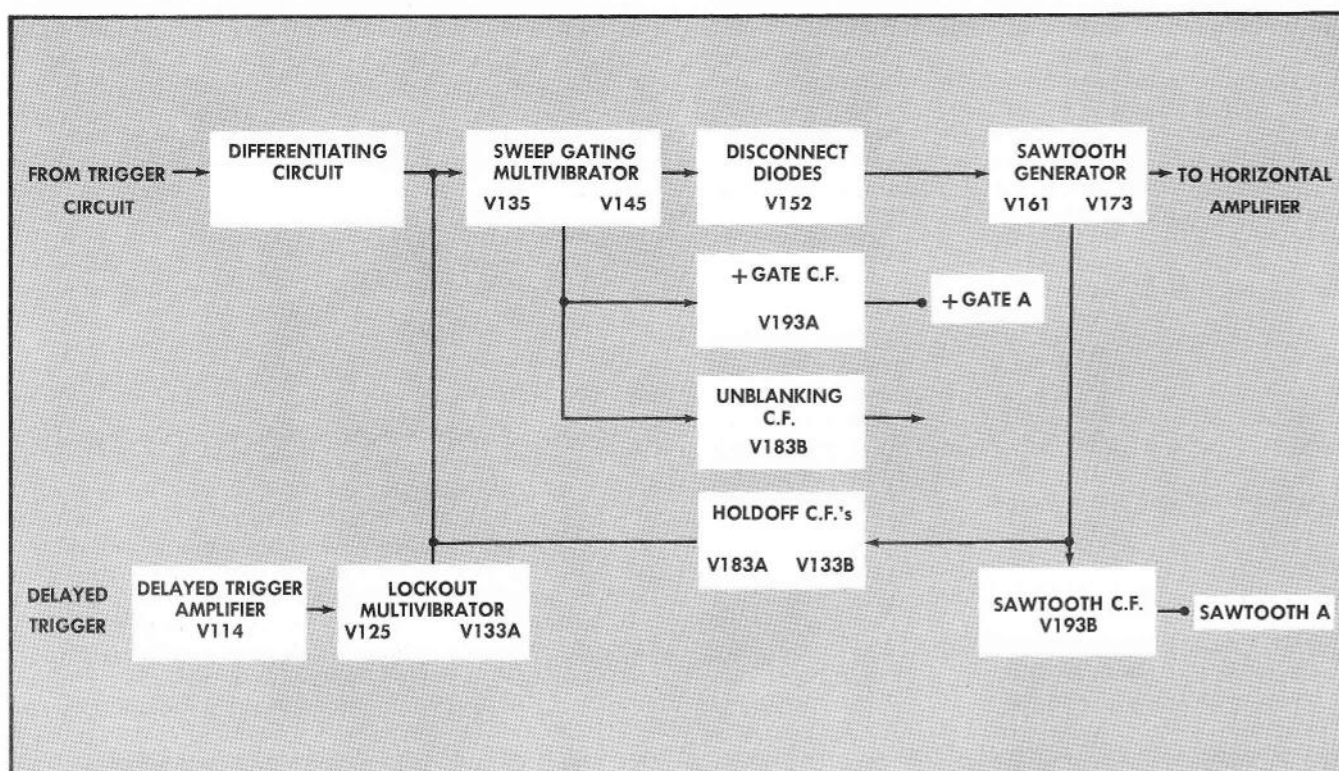 FROM TRIGGER
CIRCUIT
DIFFERENTIATING
CIRCUIT
SWEEP GATING
MULTIVIBRATOR
V135 V145
DISCONNECT
DIODES
V152
SAWTOOTH
GENERATOR
V161 V173
TO HORIZONTAL
AMPLIFIER
+ GATE C.F.
V193A
+ GATE A
UNBLANKING
C.F.
V183B
HOLDOFF C.F.'s
V183A V133B
DELAYED
TRIGGER
DELAYED TRIGGER
AMPLIFIER
V114
LOCKOUT
MULTIVIBRATOR
V125 V133A
SAWTOOTH C.F.
V193B
SAWTOOTH A